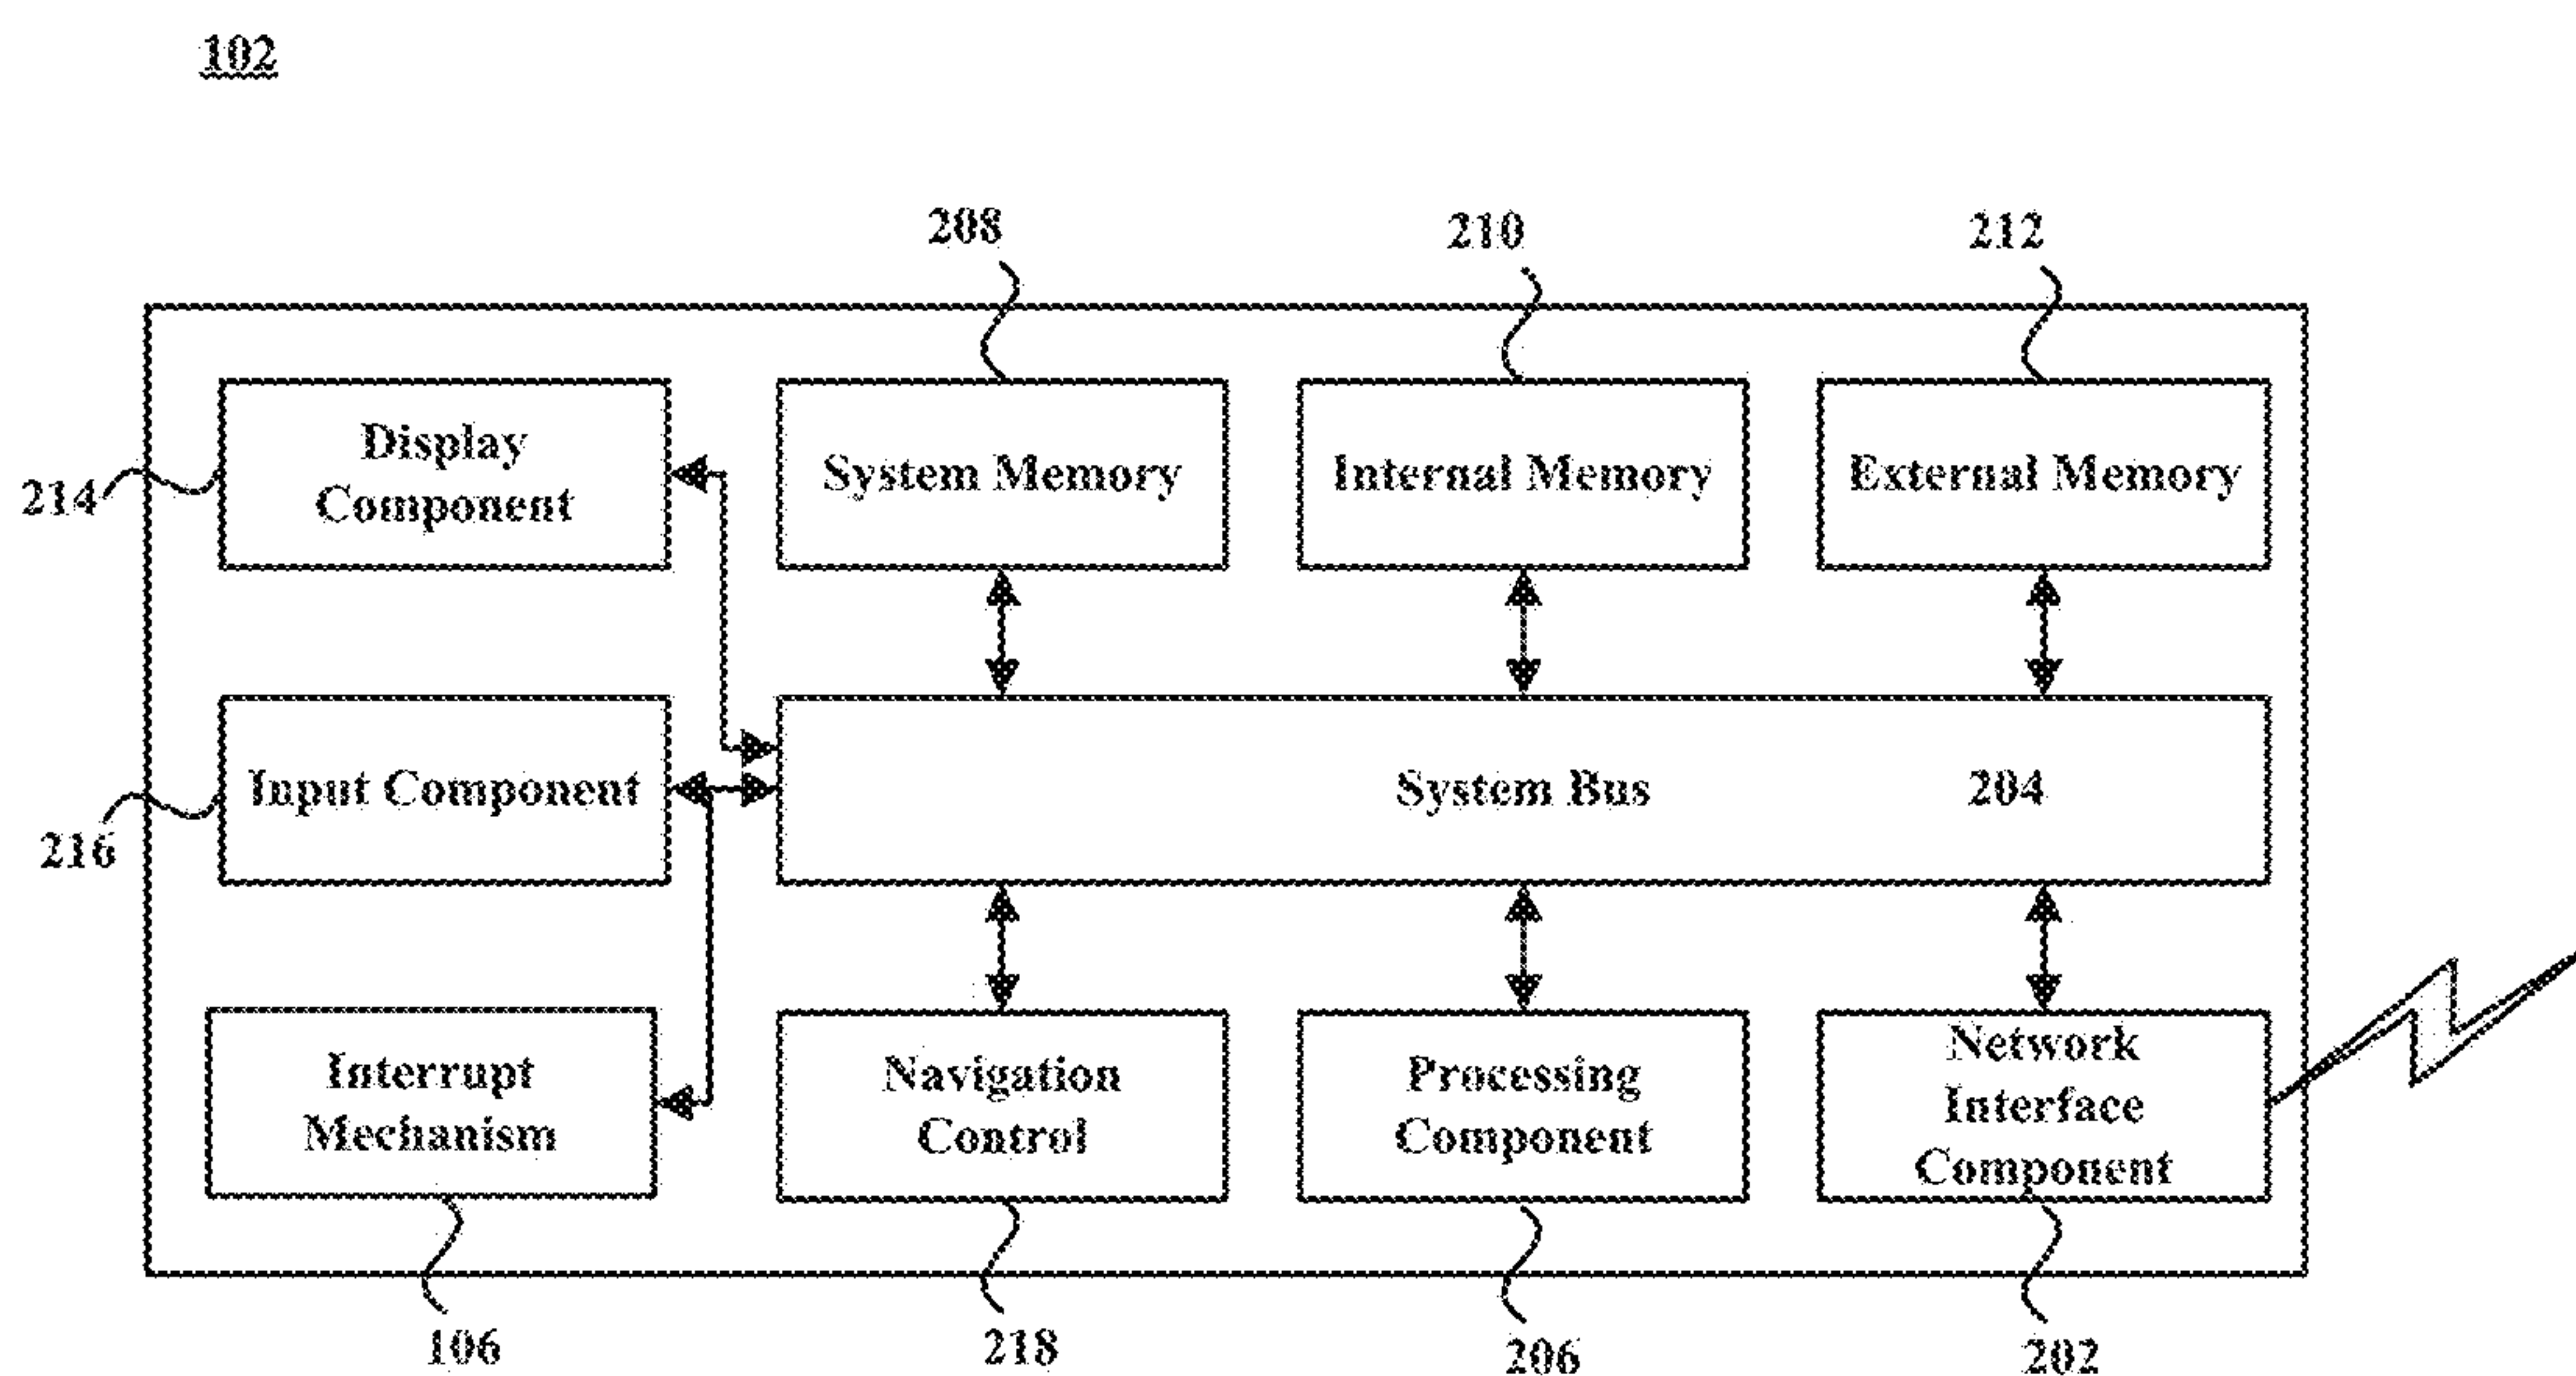 102
208
210
212
Display
Component
System Memory
Internal Memory
External Memory
214
Input Component
System Bus
204
216
Interrupt
Mechanism
Navigation
Control
Processing
Component
Network
Interface
Component
106
218
206
202